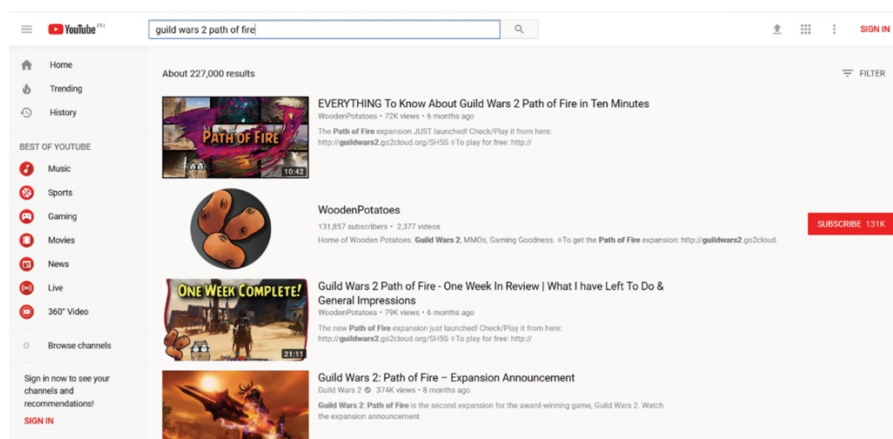 YouTube PH
guild wars 2 path of fire
SIGN IN
Home
Trending
History
BEST OF YOUTUBE
Music
Sports
Gaming
Movies
News
Live
360° Video
Browse channels
Sign in now to see your
channels and
recommendations!
SIGN IN
About 227,000 results
FILTER
PATH OF FIRE
10:42
EVERYTHING To Know About Guild Wars 2 Path of Fire in Ten Minutes
WoodenPotatoes • 72K views • 6 months ago
The Path of Fire expansion JUST launched! Check/Play it from here:
http://guildwars2.go2cloud.org/SHSS ◊To play for free: http://
WoodenPotatoes
131,857 subscribers • 2,377 videos
Home of Wooden Potatoes. Guild Wars 2, MMOs, Gaming Goodness. ◊To get the Path of Fire expansion: http://guildwars2.go2cloud.
SUBSCRIBE 131K
ONE WEEK COMPLETE!
21:11
Guild Wars 2 Path of Fire - One Week In Review | What I have Left To Do &
General Impressions
WoodenPotatoes • 79K views • 6 months ago
The new Path of Fire expansion just launched! Check/Play it from here:
http://guildwars2.go2cloud.org/SHSS ◊To play for free: http://
Guild Wars 2: Path of Fire – Expansion Announcement
Guild Wars 2 • 374K views • 8 months ago
Guild Wars 2: Path of Fire is the second expansion for the award-winning game, Guild Wars 2. Watch
the expansion announcement